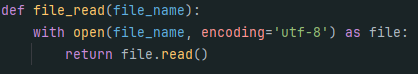 def file_read(file_name):
    with open(file_name, encoding='utf-8') as file:
        return file.read()